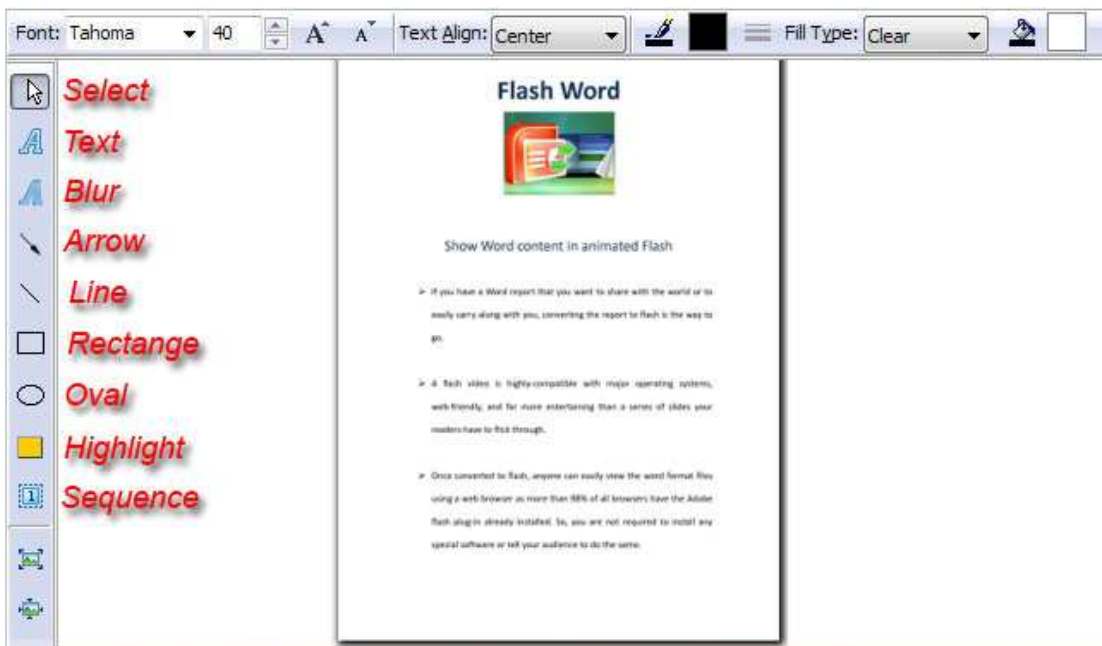 Font: Tahoma 40 A A Text Align: Center Fill Type: Clear
Select
Text
Blur
Arrow
Line
Rectange
Oval
Highlight
Sequence
1
Flash Word
Show Word content in animated Flash
➢ If you have a Word report that you want to share with the world or to
easily carry along with you, converting the report to flash is the way to
go.
➢ A flash video is highly-compatible with major operating systems,
web-friendly, and far more entertaining than a series of slides your
readers have to flick through.
➢ Once converted to flash, anyone can easily view the word format files
using a web browser as more than 98% of all browsers have the Adobe
flash plug-in already installed. So, you are not required to install any
special software or tell your audience to do the same.